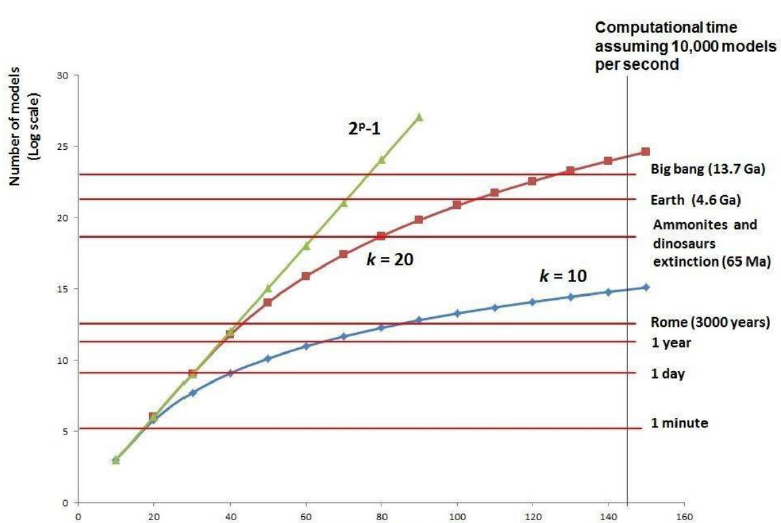 Computational time
assuming 10,000 models
per second
Number of models
(Log scale)
30
25
20
15
10
5
0
2ᵖ-1
k = 20
k = 10
Big bang (13.7 Ga)
Earth (4.6 Ga)
Ammonites and
dinosaurs
extinction (65 Ma)
Rome (3000 years)
1 year
1 day
1 minute
0 20 40 60 80 100 120 140 160